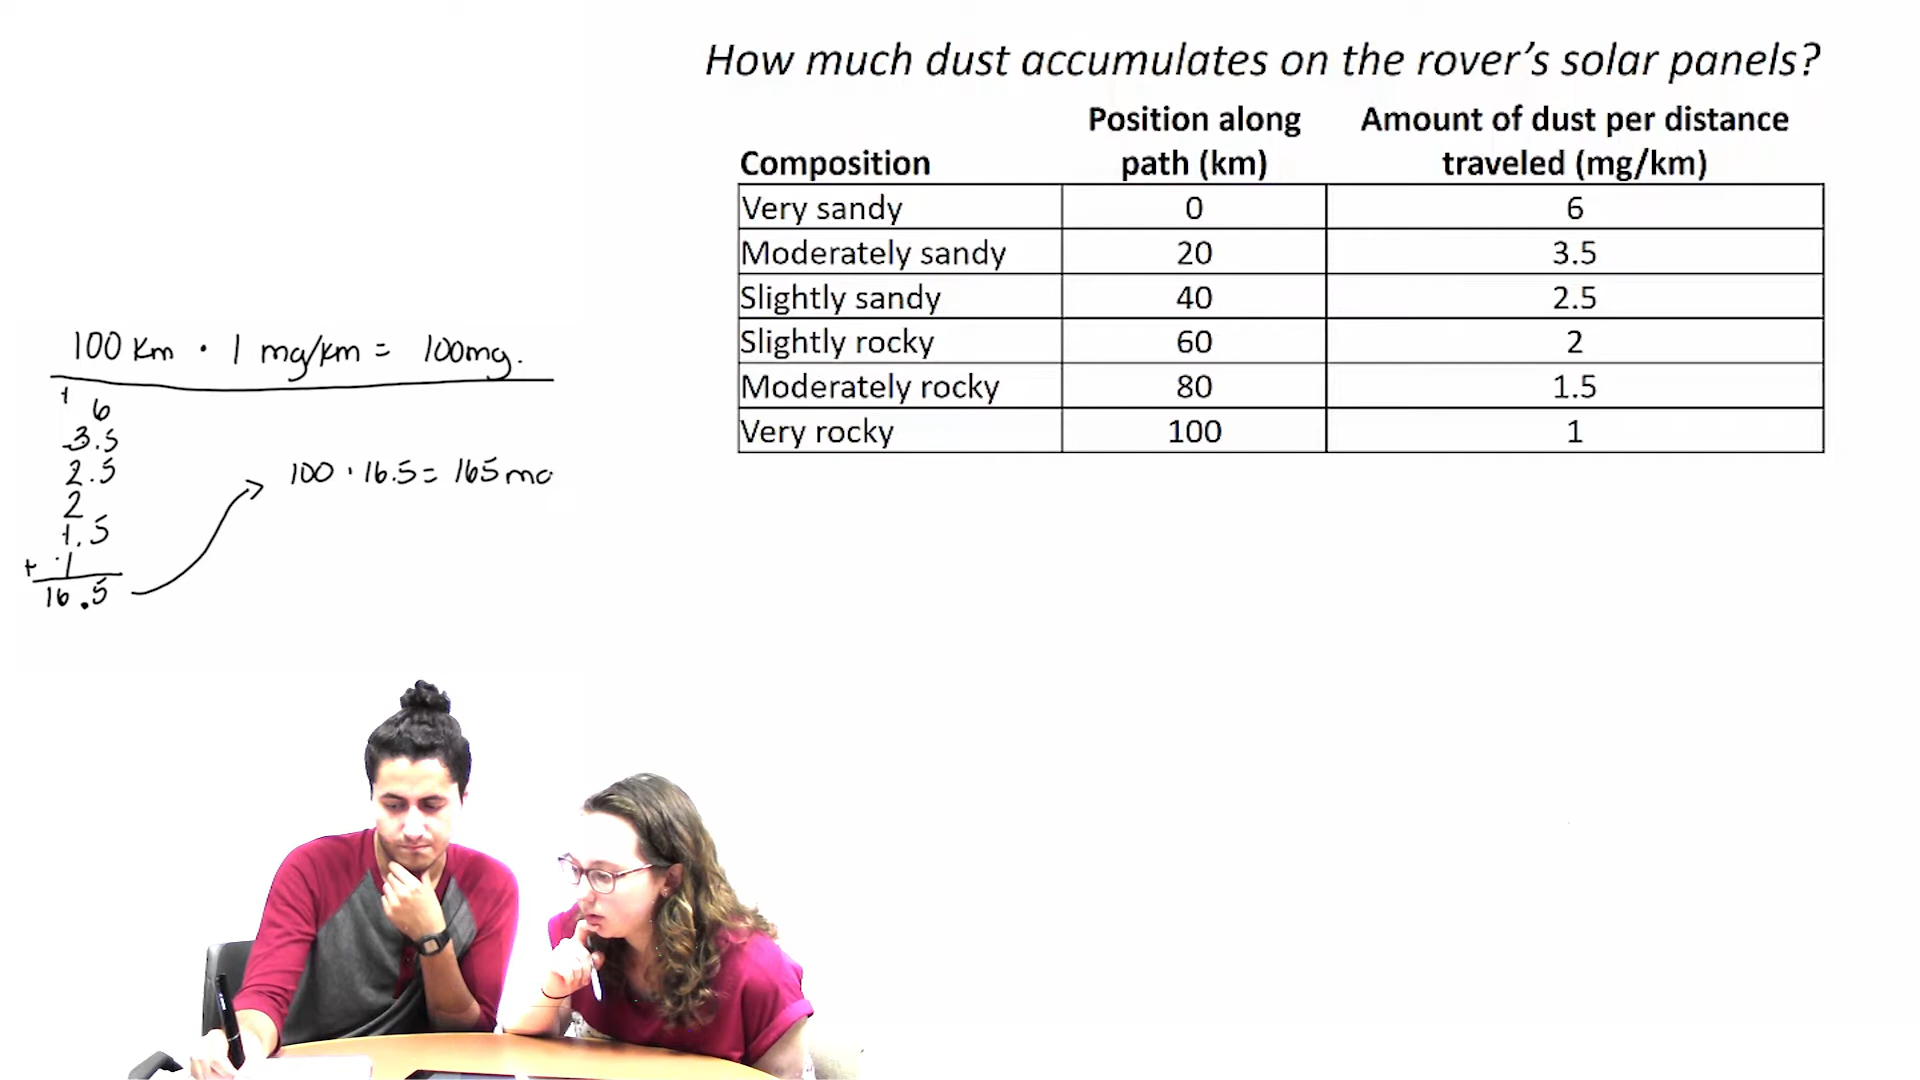 How much dust accumulates on the rover's solar panels?
Composition Position along path (km) Amount of dust per distance traveled (mg/km)
Very sandy 0 6
Moderately sandy 20 3.5
Slightly sandy 40 2.5
Slightly rocky 60 2
Moderately rocky 80 1.5
Very rocky 100 1
100 Km · 1 mg/km = 100mg.
1
6
3.5
2.5
2
1.5
+ 1
16.5
100 · 16.5 = 165 mg